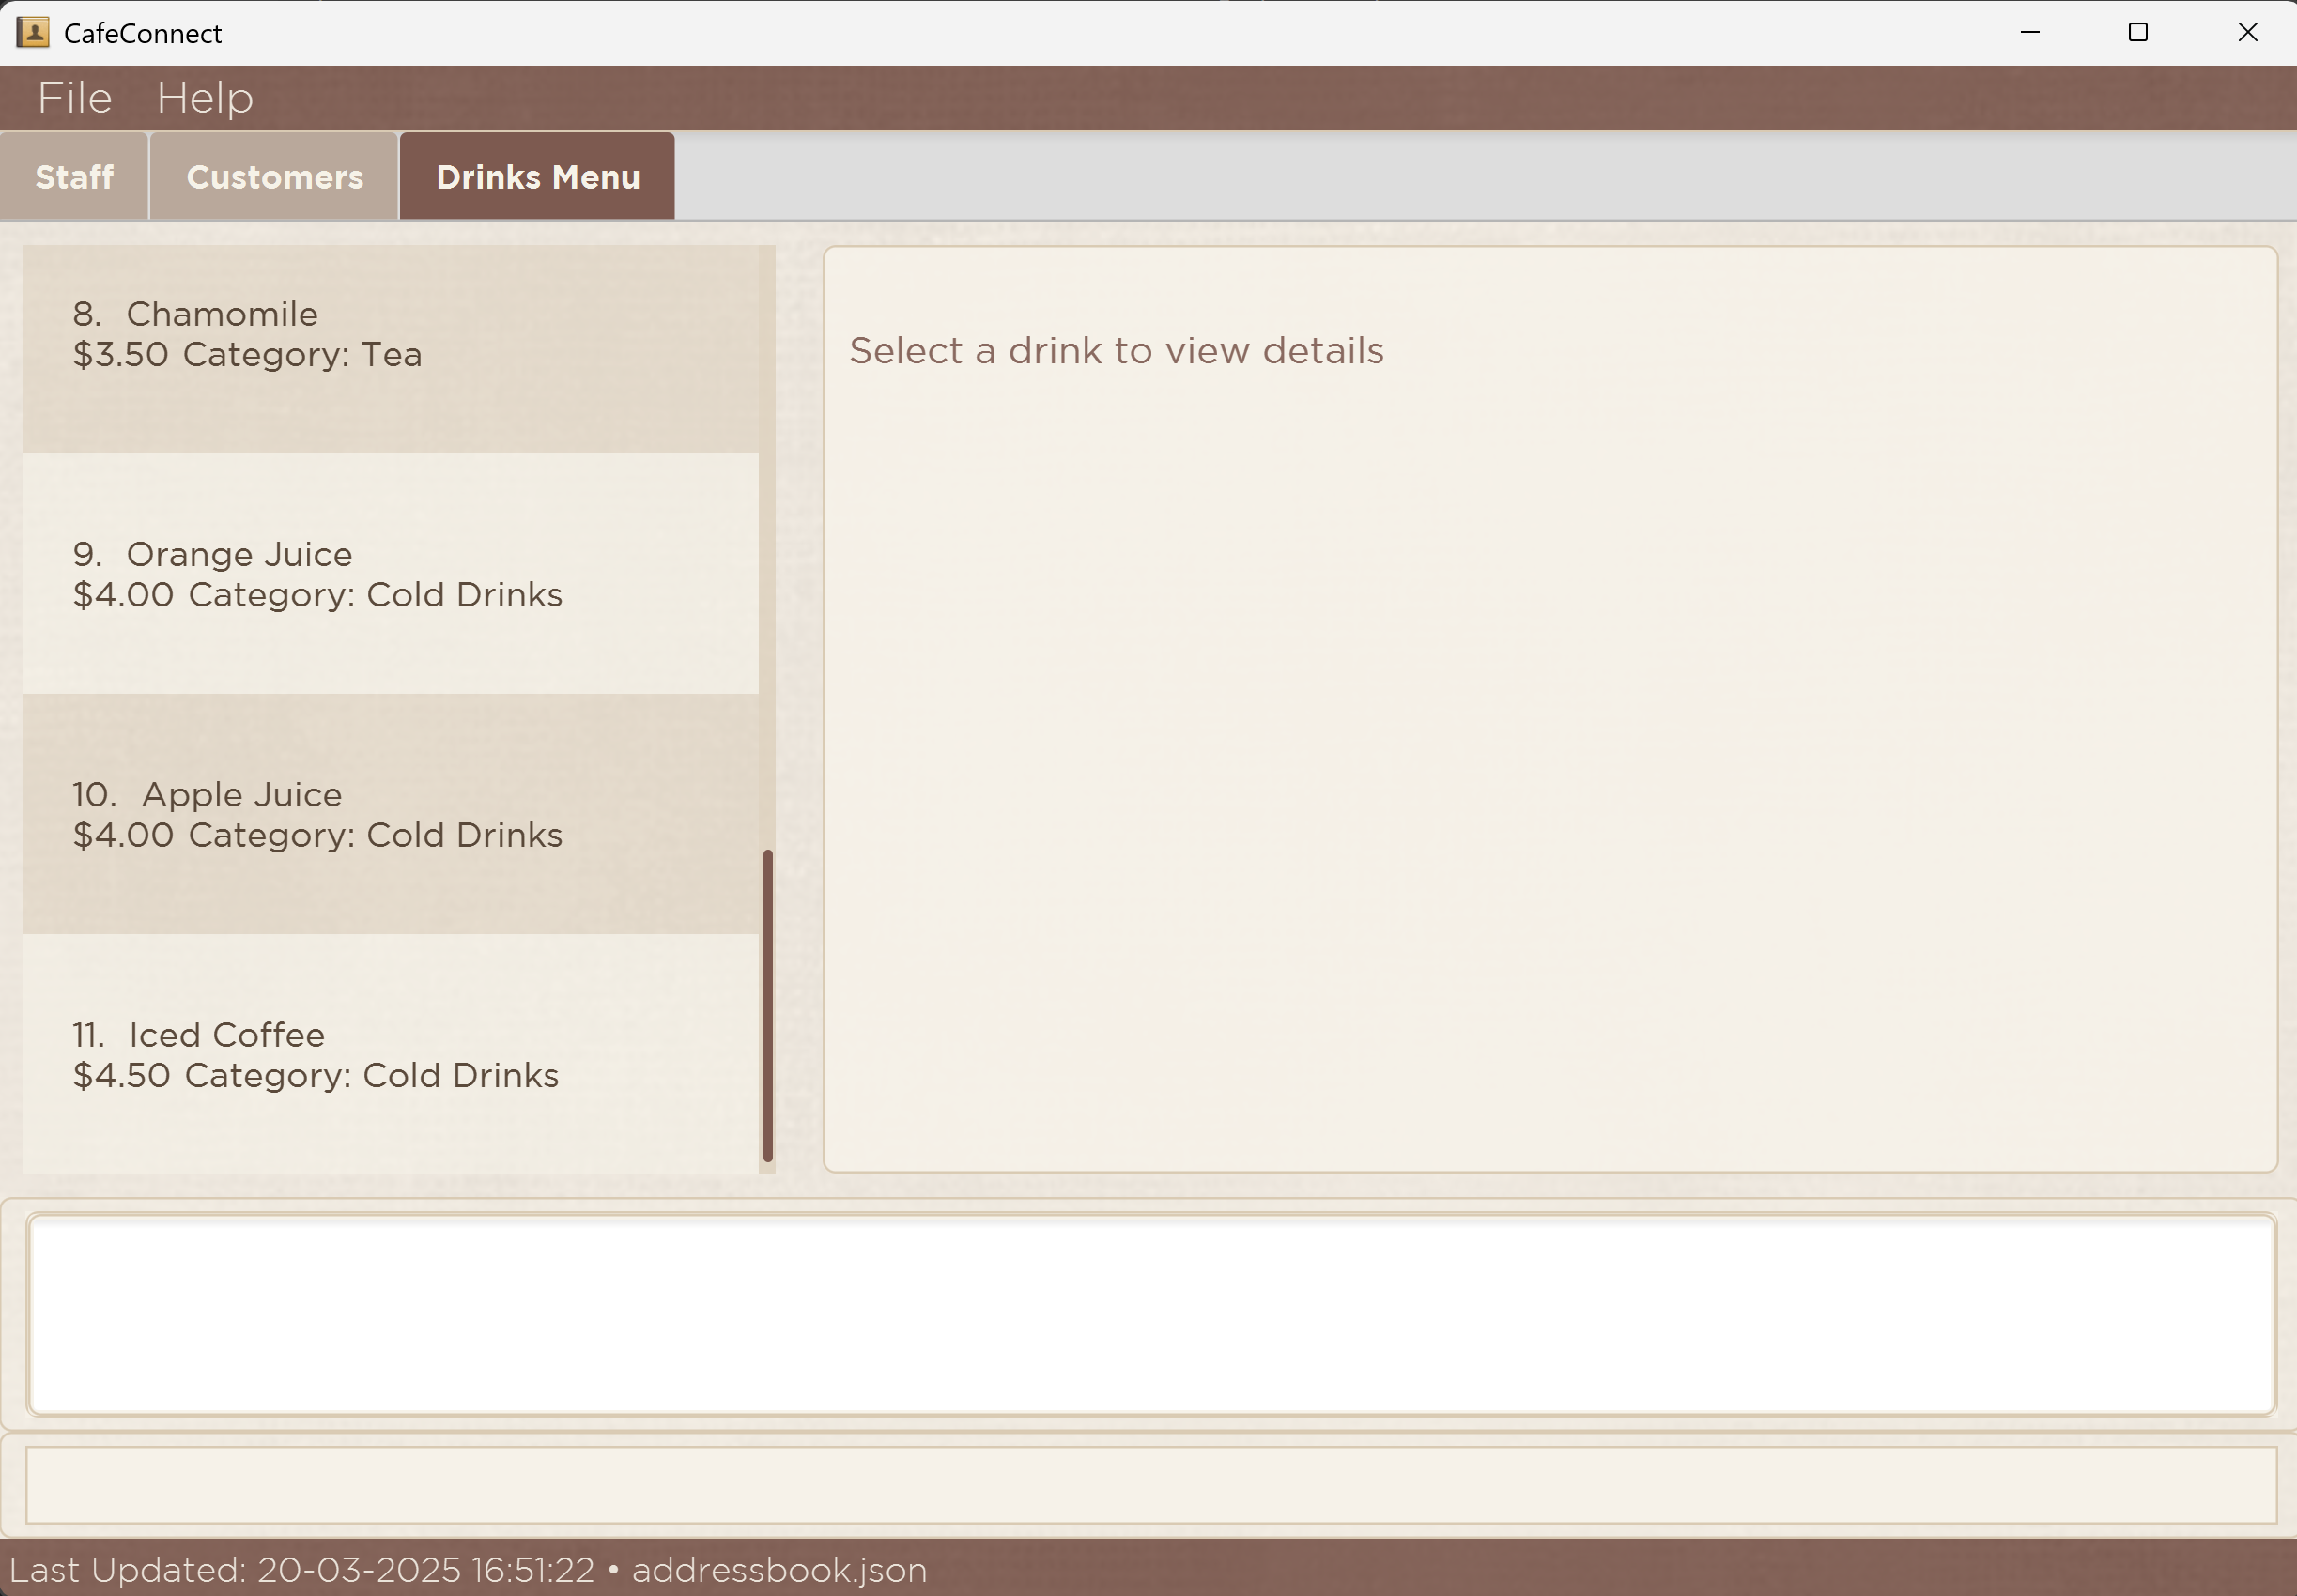 CafeConnect
File Help
Staff Customers Drinks Menu
8. Chamomile
$3.50 Category: Tea
9. Orange Juice
$4.00 Category: Cold Drinks
10. Apple Juice
$4.00 Category: Cold Drinks
11. Iced Coffee
$4.50 Category: Cold Drinks
Select a drink to view details
Last Updated: 20-03-2025 16:51:22 • addressbook.json